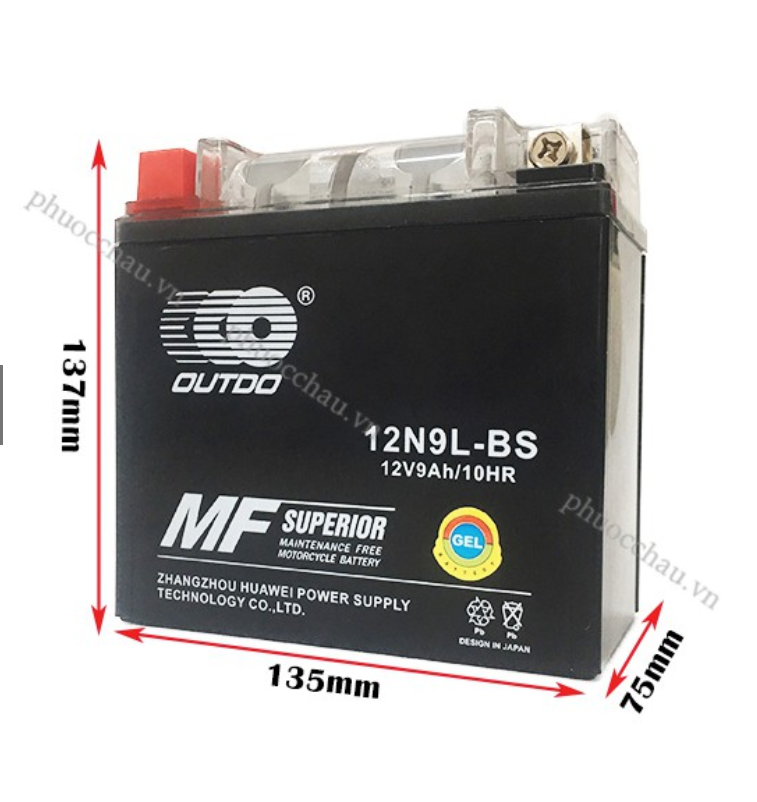 phuocchau.vn
®
phuocchau.vn
OUTDO
137mm
12N9L-BS
12V9Ah/10HR
MF SUPERIOR
MAINTENANCE FREE
MOTORCYCLE BATTERY
GEL
BATTERY
phuocchau.vn
ZHANGZHOU HUAWEI POWER SUPPLY
TECHNOLOGY CO.,LTD.
Pb Pb
DESIGN IN JAPAN
135mm
75mm